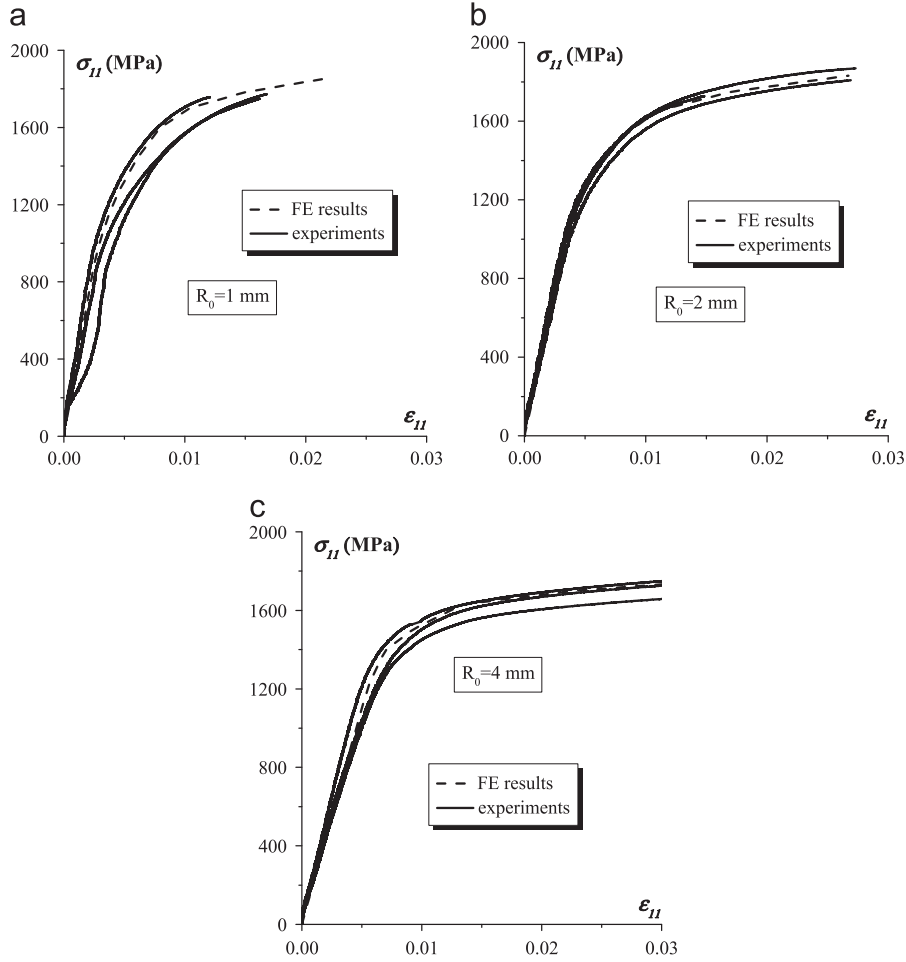 a
σ11 (MPa)
2000
1600
1200
800
400
0
FE results
experiments
R0=1 mm
ε11
0.00
0.01
0.02
0.03
b
σ11 (MPa)
2000
1600
1200
800
400
0
FE results
experiments
R0=2 mm
ε11
0.00
0.01
0.02
0.03
c
σ11 (MPa)
2000
1600
1200
800
400
0
R0=4 mm
FE results
experiments
ε11
0.00
0.01
0.02
0.03